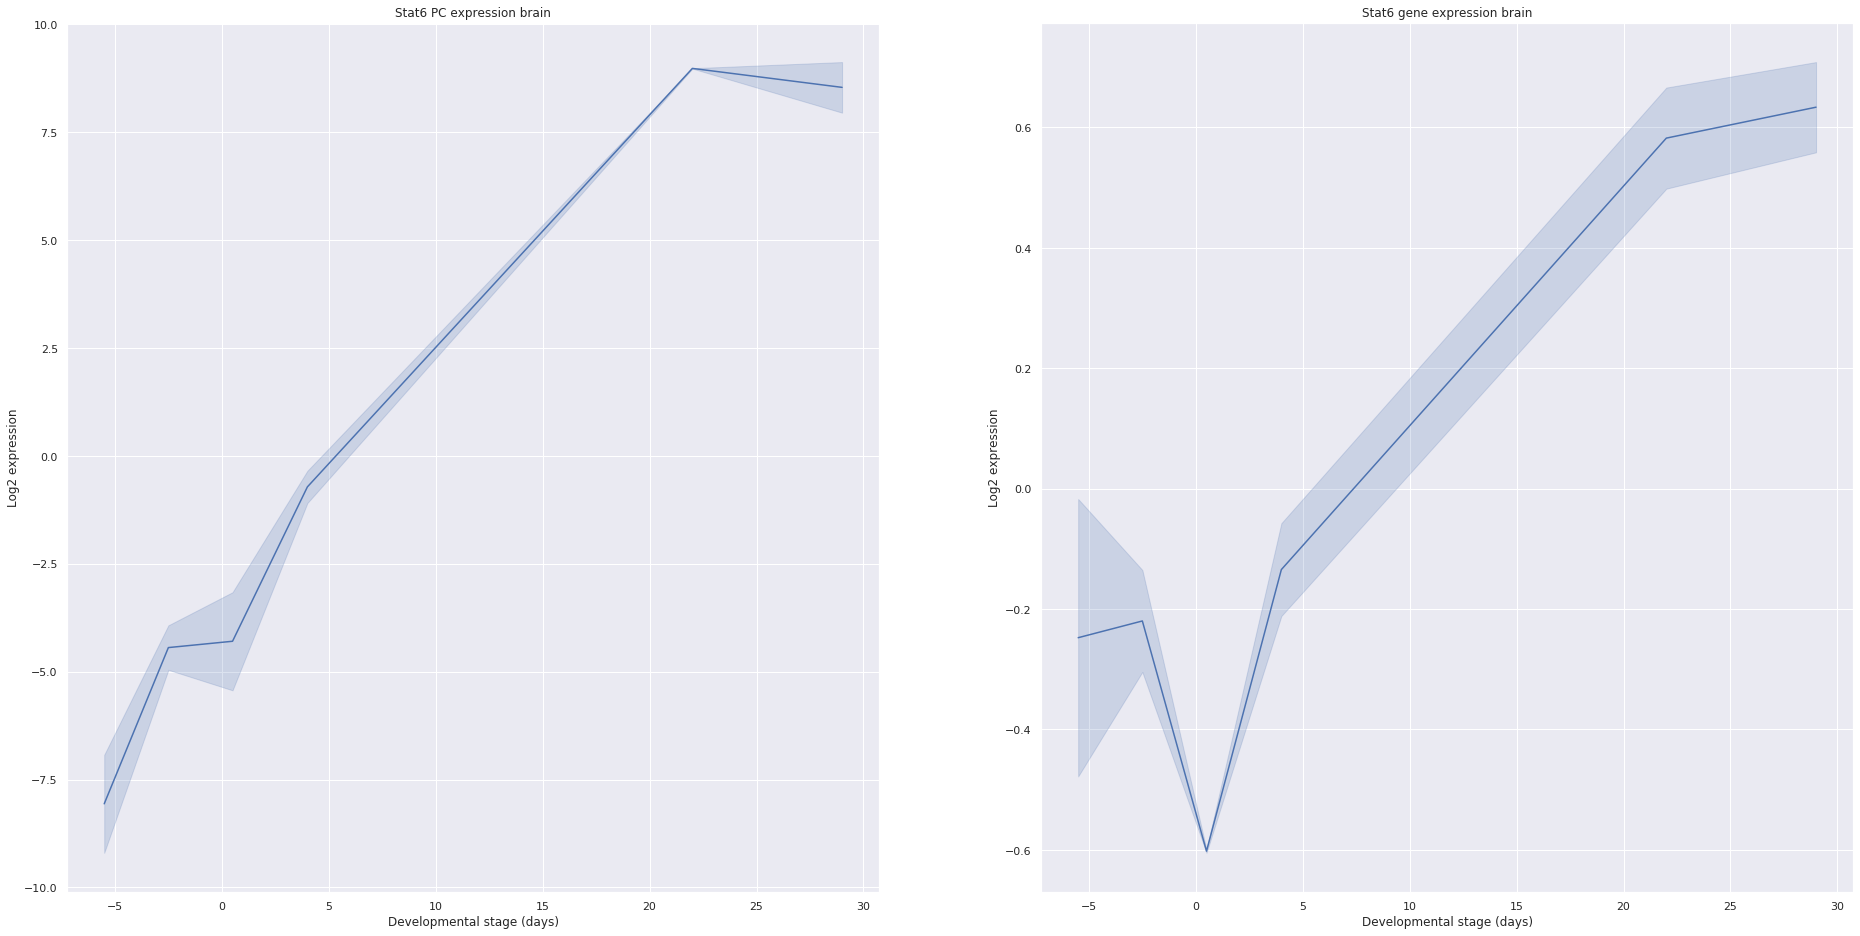 Stat6 PC expression brain
10.0
7.5
5.0
2.5
0.0
−2.5
−5.0
−7.5
−10.0
Log2 expression
−5 0 5 10 15 20 25 30
Developmental stage (days)
Stat6 gene expression brain
0.6
0.4
0.2
0.0
−0.2
−0.4
−0.6
Log2 expression
−5 0 5 10 15 20 25 30
Developmental stage (days)